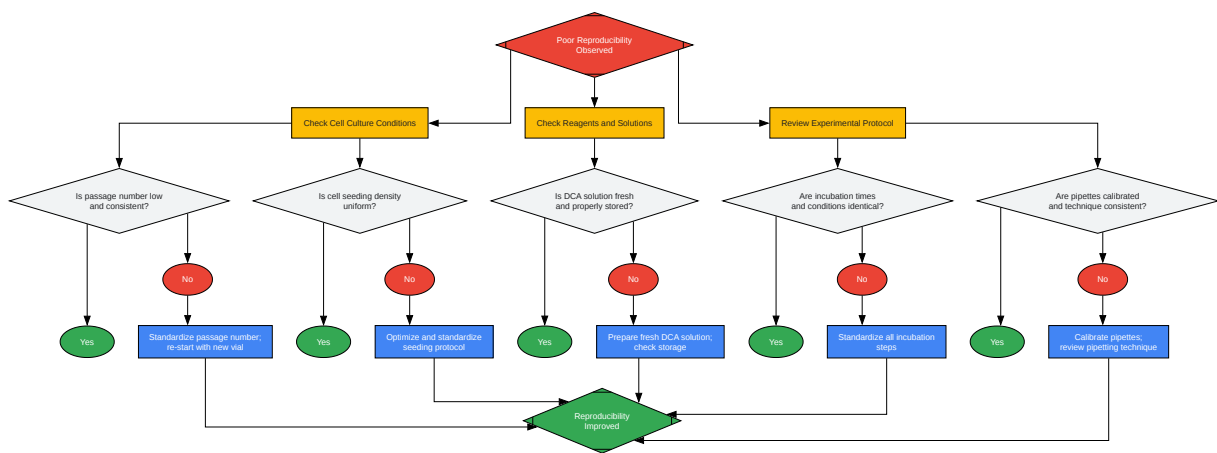 Poor Reproducibility
Observed
Check Cell Culture Conditions
Check Reagents and Solutions
Review Experimental Protocol
Is passage number low
and consistent?
Is cell seeding density
uniform?
Is DCA solution fresh
and properly stored?
Are incubation times
and conditions identical?
Are pipettes calibrated
and technique consistent?
No
No
No
No
No
Yes
Standardize passage number;
re-start with new vial
Yes
Optimize and standardize
seeding protocol
Yes
Prepare fresh DCA solution;
check storage
Yes
Standardize all incubation
steps
Yes
Calibrate pipettes;
review pipetting technique
Reproducibility
Improved